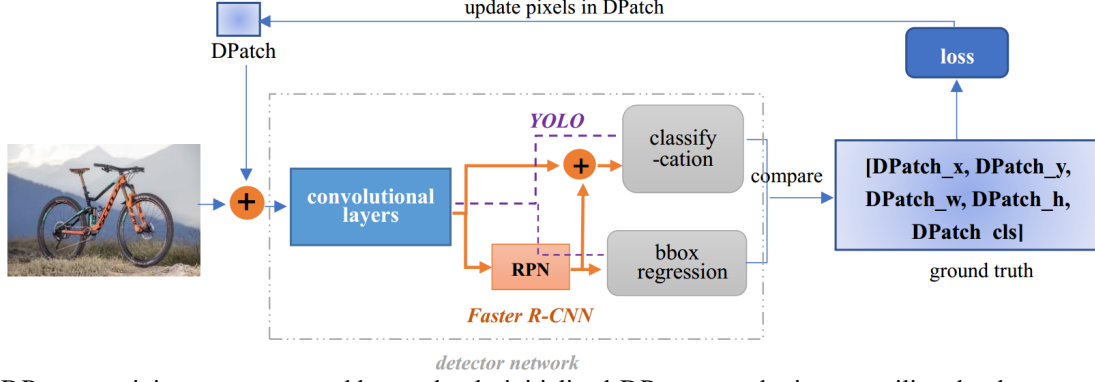 update pixels in DPatch
DPatch
loss
YOLO
classify
-cation
convolutional
layers
compare
[DPatch_x, DPatch_y,
DPatch_w, DPatch_h,
DPatch_cls]
RPN
bbox
regression
ground truth
Faster R-CNN
detector network